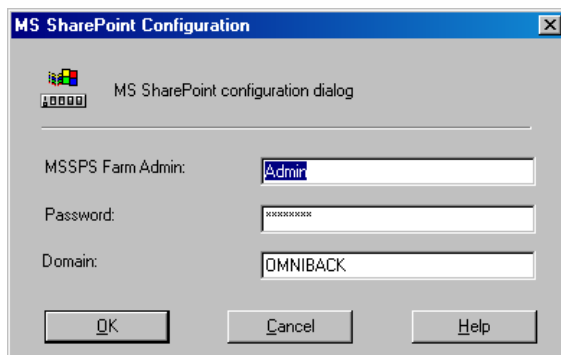 MS SharePoint Configuration
MS SharePoint configuration dialog
MSSPS Farm Admin: Admin
Password: ********
Domain: OMNIBACK
OK Cancel Help